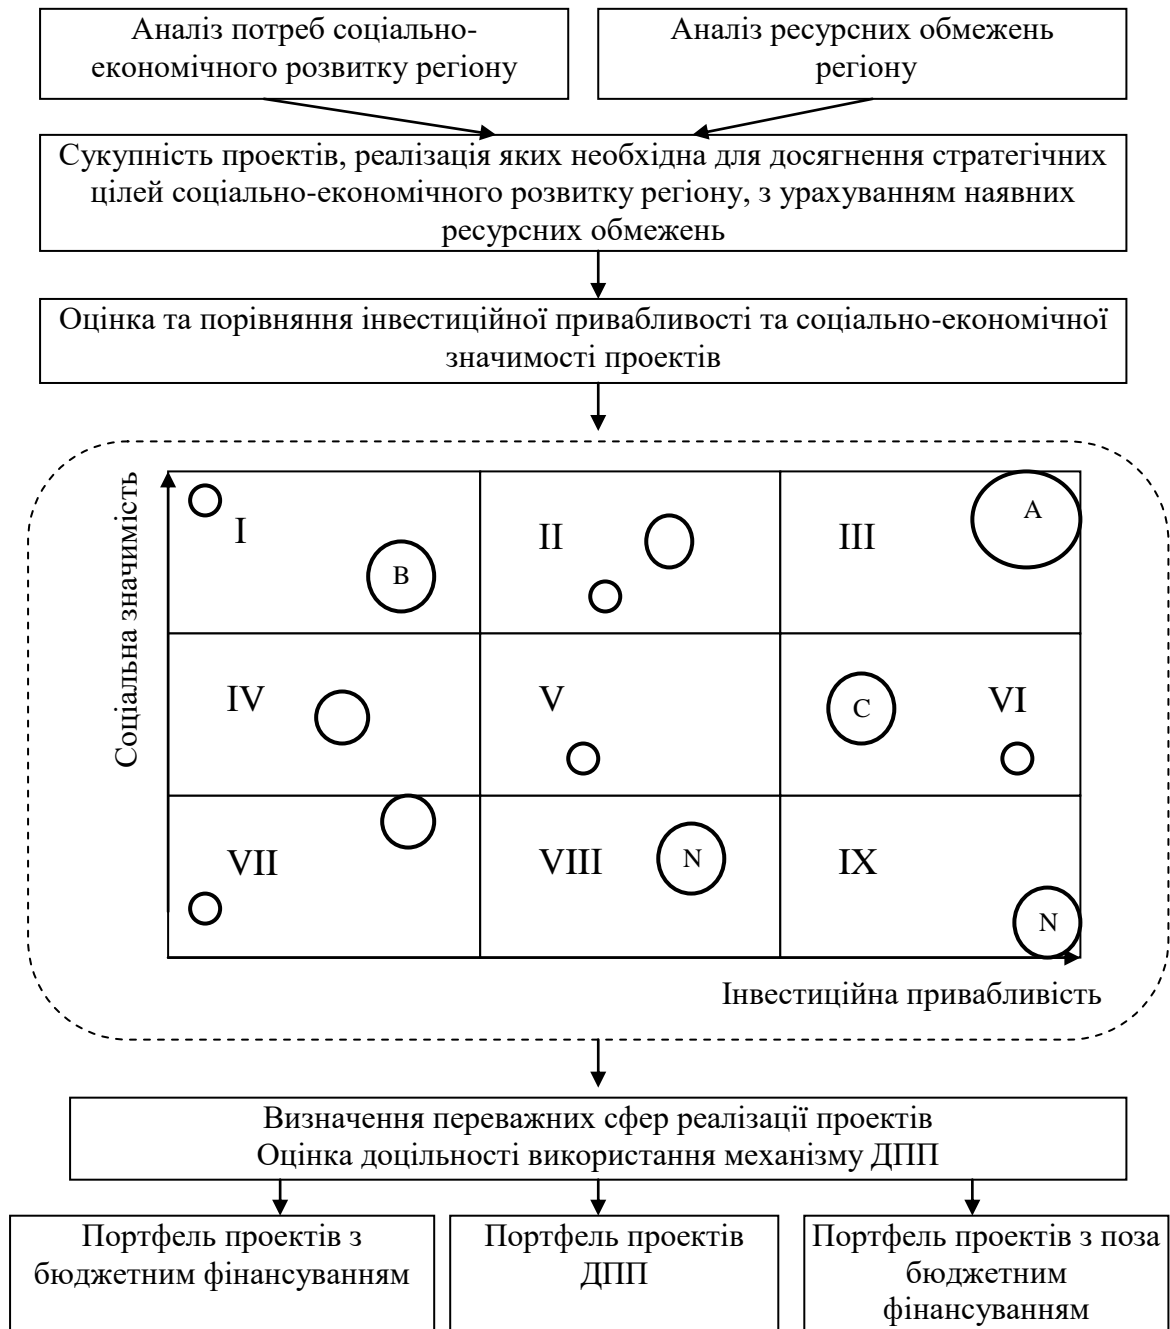 Аналіз потреб соціально-
економічного розвитку регіону
Аналіз ресурсних обмежень
регіону
Сукупність проектів, реалізація яких необхідна для досягнення стратегічних
цілей соціально-економічного розвитку регіону, з урахуванням наявних
ресурсних обмежень
Оцінка та порівняння інвестиційної привабливості та соціально-економічної
значимості проектів
Соціальна значимість
I
B
II
III
A
IV
V
C
VI
VII
VIII
N
IX
N
Інвестиційна привабливість
Визначення переважних сфер реалізації проектів
Оцінка доцільності використання механізму ДПП
Портфель проектів з
бюджетним фінансуванням
Портфель проектів
ДПП
Портфель проектів з поза
бюджетним
фінансуванням